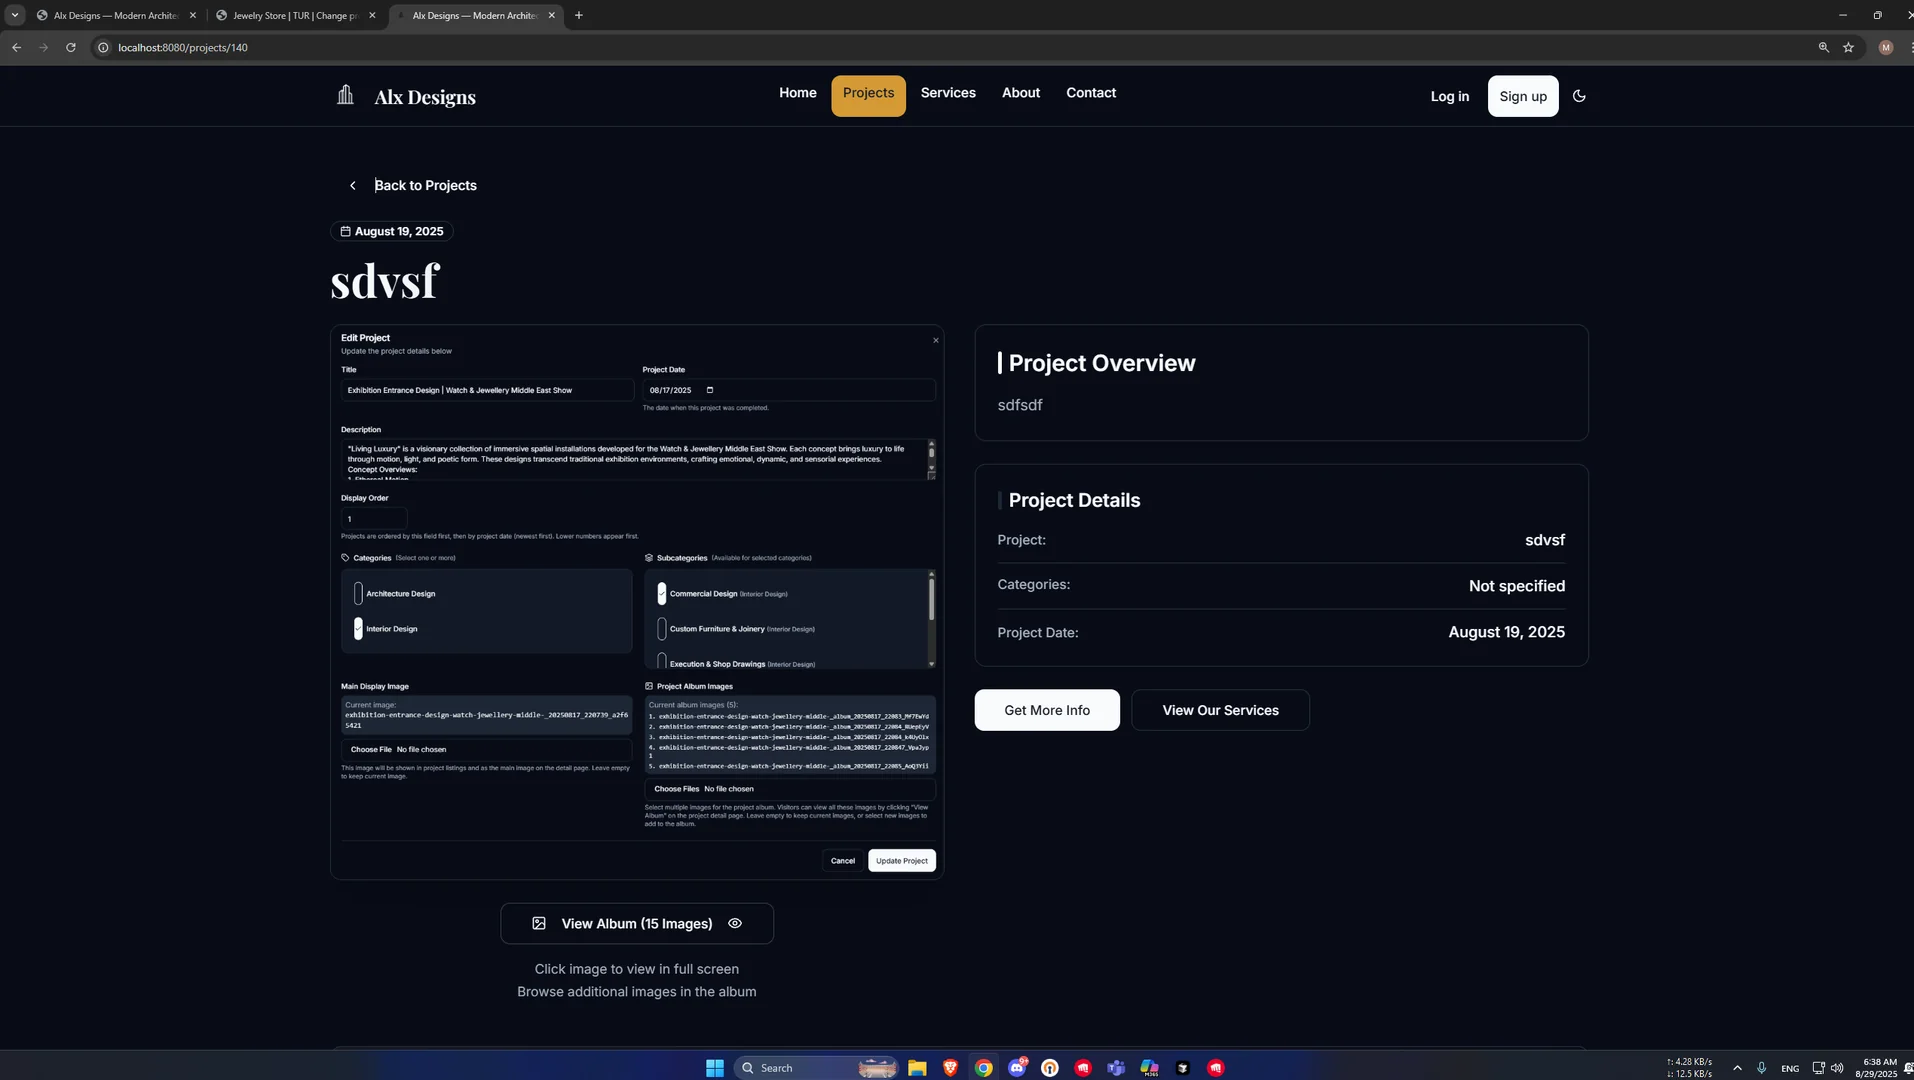 Alx Designs — Modern Architec
Jewelry Store | TUR | Change pr
Alx Designs — Modern Architec
localhost:8080/projects/140
M
Alx Designs
Home
Projects
Services
About
Contact
Log in
Sign up
Back to Projects
August 19, 2025
sdvsf
Edit Project
Update the project details below
Title
Exhibition Entrance Design | Watch & Jewellery Middle East Show
Project Date
08/17/2025
The date when this project was completed.
Description
"Living Luxury" is a visionary collection of immersive spatial installations developed for the Watch & Jewellery Middle East Show. Each concept brings luxury to life
through motion, light, and poetic form. These designs transcend traditional exhibition environments, crafting emotional, dynamic, and sensorial experiences.
Concept Overviews:
1. Ethereal Motion
Display Order
1
Projects are ordered by this field first, then by project date (newest first). Lower numbers appear first.
Categories (Select one or more)
Architecture Design
Interior Design
Subcategories (Available for selected categories)
Commercial Design (Interior Design)
Custom Furniture & Joinery (Interior Design)
Execution & Shop Drawings (Interior Design)
Main Display Image
Current image:
exhibition-entrance-design-watch-jewellery-middle-_20250817_220739_a2f6
5421
Choose File No file chosen
This image will be shown in project listings and as the main image on the detail page. Leave empty
to keep current image.
Project Album Images
Current album images (5):
1. exhibition-entrance-design-watch-jewellery-middle-_album_20250817_22083_Mf7EwYd
2. exhibition-entrance-design-watch-jewellery-middle-_album_20250817_22084_RUepEyV
3. exhibition-entrance-design-watch-jewellery-middle-_album_20250817_22084_k4UyOlx
4. exhibition-entrance-design-watch-jewellery-middle-_album_20250817_220847_VpaJyp
1
5. exhibition-entrance-design-watch-jewellery-middle-_album_20250817_22085_AoQ3Yii
Choose Files No file chosen
Select multiple images for the project album. Visitors can view all these images by clicking "View
Album" on the project detail page. Leave empty to keep current images, or select new images to
add to the album.
Cancel
Update Project
View Album (15 Images)
Click image to view in full screen
Browse additional images in the album
Project Overview
sdfsdf
Project Details
Project: sdvsf
Categories: Not specified
Project Date: August 19, 2025
Get More Info
View Our Services
Search
9+
M365
↑: 4.28 KB/s
↓: 12.5 KB/s
ENG
6:38 AM
8/29/2025